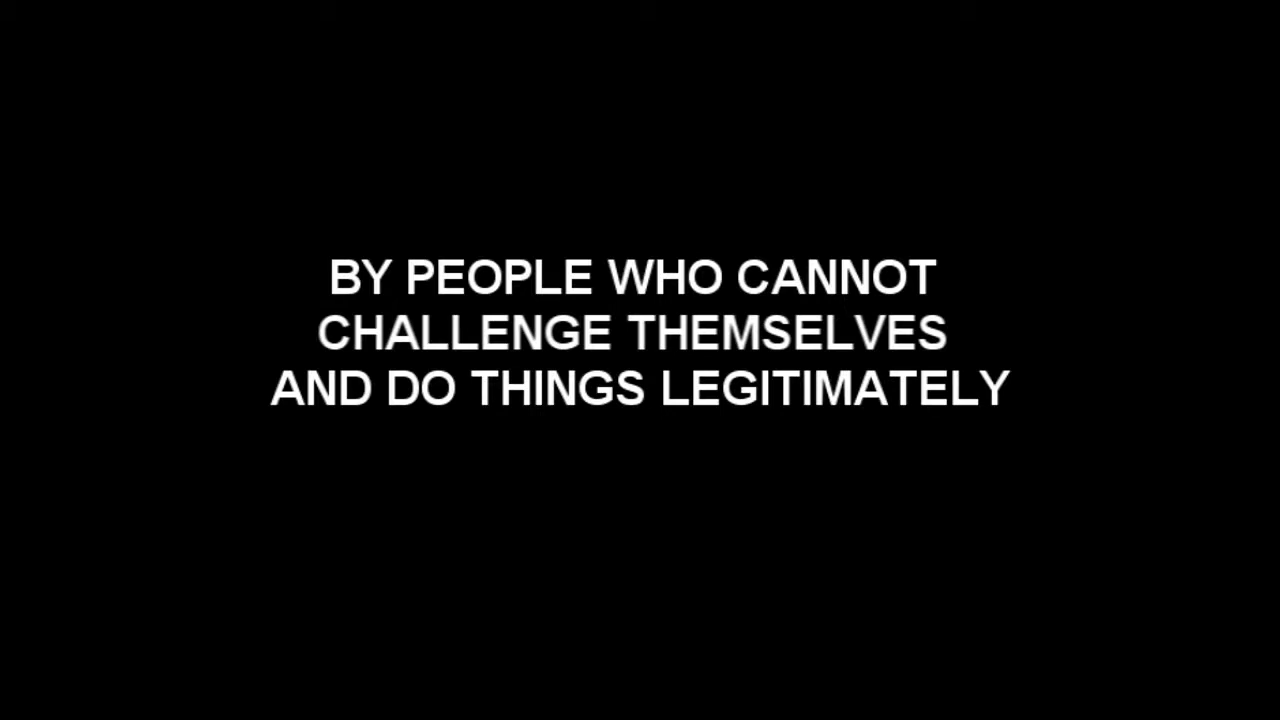 BY PEOPLE WHO CANNOT
CHALLENGE THEMSELVES
AND DO THINGS LEGITIMATELY